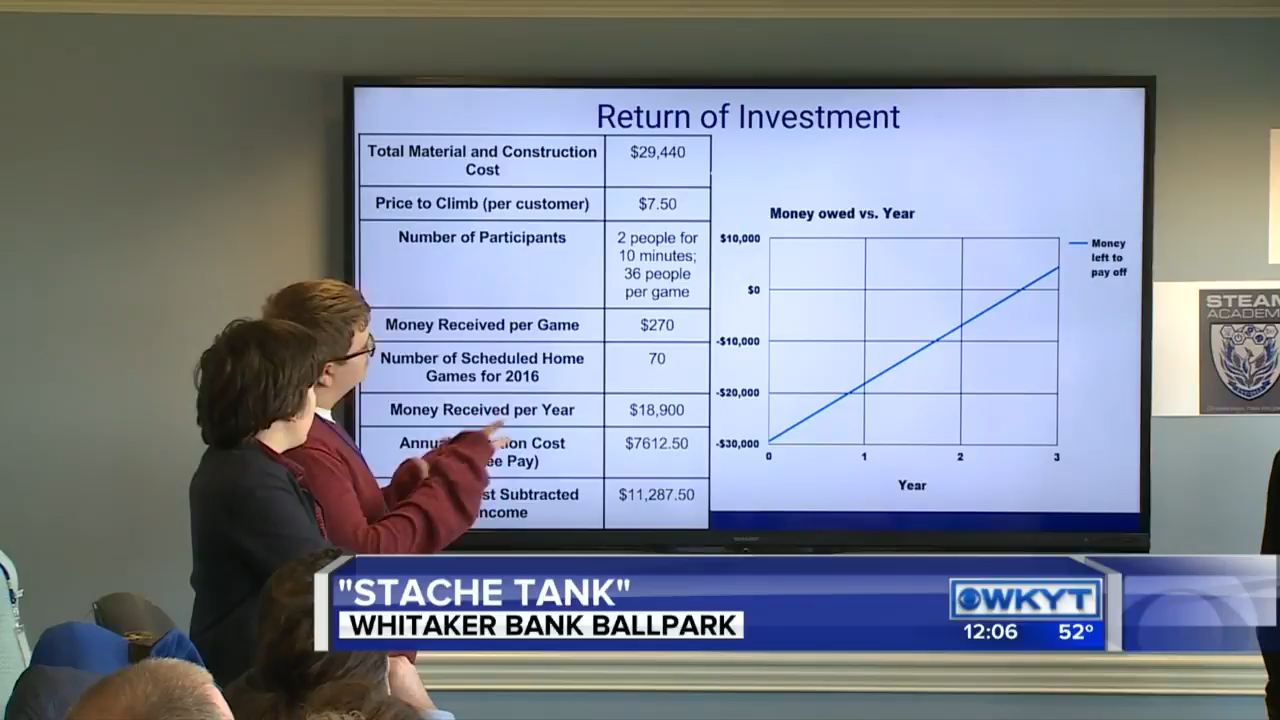 Return of Investment
Total Material and Construction
Cost
$29,440
Price to Climb (per customer)
$7.50
Number of Participants
2 people for
10 minutes;
36 people
per game
Money Received per Game
$270
Number of Scheduled Home
Games for 2016
70
Money Received per Year
$18,900
Cost
Pay)
$7612.50
Subtracted
$11,287.50
Money owed vs. Year
$10,000
$0
-$10,000
-$20,000
-$30,000
0
1
2
3
Year
Money
left to
pay off
STEAM
ACADEMY
"STACHE TANK"
WHITAKER BANK BALLPARK
WKYT
12:06
52°